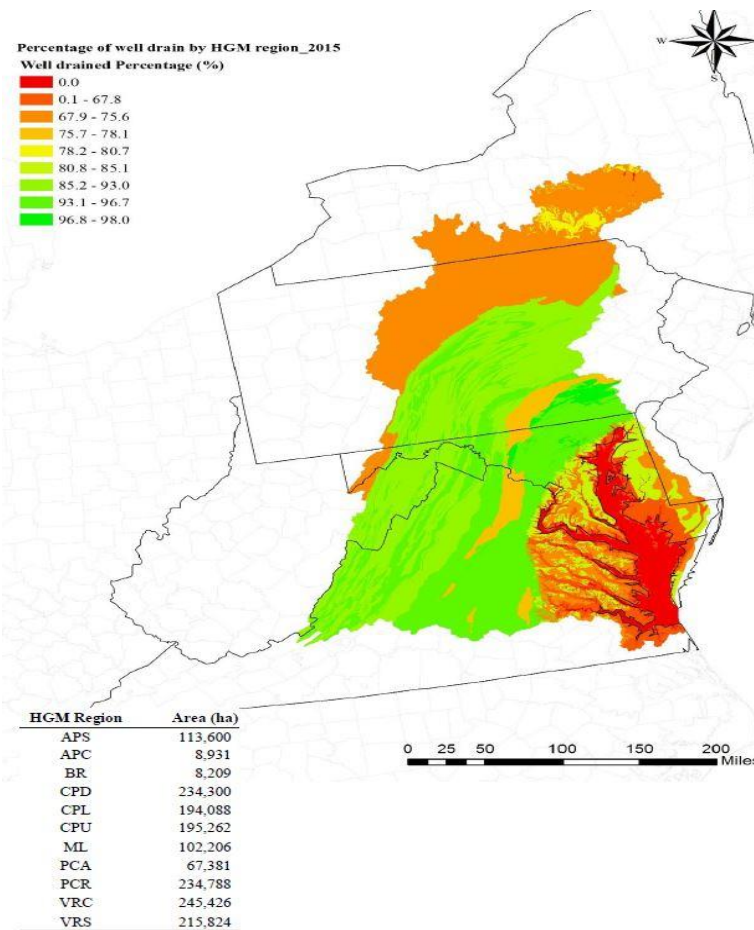 Percentage of well drain by HGM region_2015
Well drained Percentage (%)
0.0
0.1 - 67.8
67.9 - 75.6
75.7 - 78.1
78.2 - 80.7
80.8 - 85.1
85.2 - 93.0
93.1 - 96.7
96.8 - 98.0
W
S
HGM Region Area (ha)
APS 113,600
APC 8,931
BR 8,209
CPD 234,300
CPL 194,088
CPU 195,262
ML 102,206
PCA 67,381
PCR 234,788
VRC 245,426
VRS 215,824
0 25 50 100 150 200
Miles